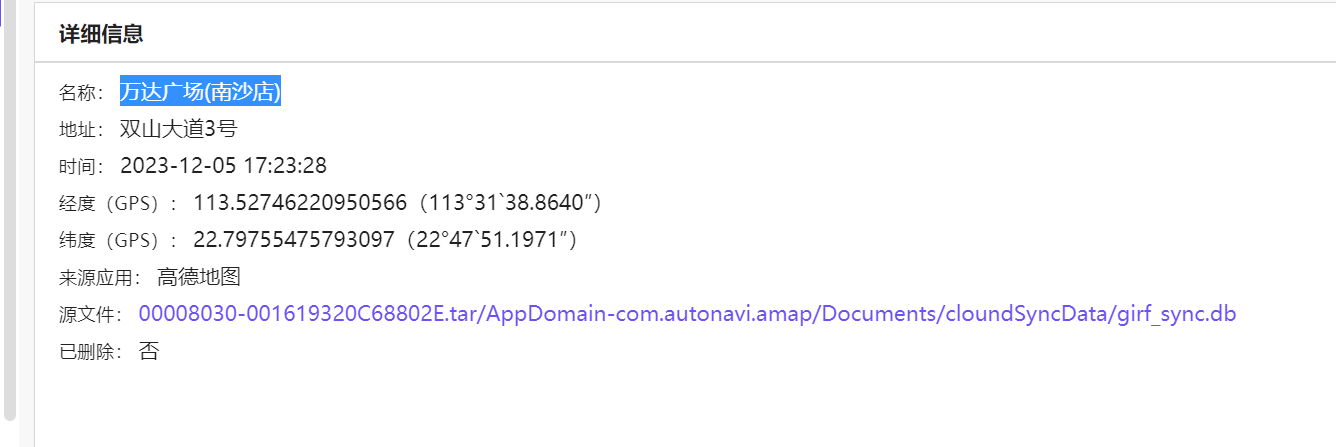 详细信息
名称： 万达广场(南沙店)
地址： 双山大道3号
时间： 2023-12-05 17:23:28
经度（GPS）： 113.52746220950566（113°31`38.8640″）
纬度（GPS）： 22.79755475793097（22°47`51.1971″）
来源应用： 高德地图
源文件： 00008030-001619320C68802E.tar/AppDomain-com.autonavi.amap/Documents/cloundSyncData/girf_sync.db
已删除： 否